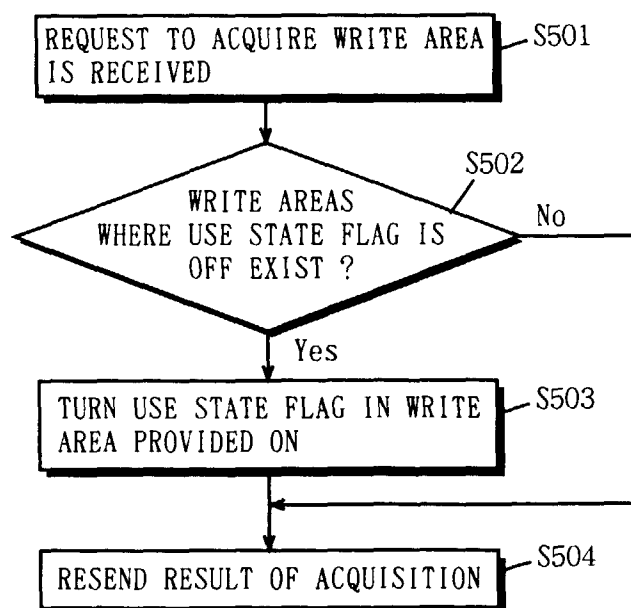 REQUEST TO ACQUIRE WRITE AREA
IS RECEIVED
S501
S502
WRITE AREAS
WHERE USE STATE FLAG IS
OFF EXIST ?
No
Yes
TURN USE STATE FLAG IN WRITE
AREA PROVIDED ON
S503
RESEND RESULT OF ACQUISITION
S504